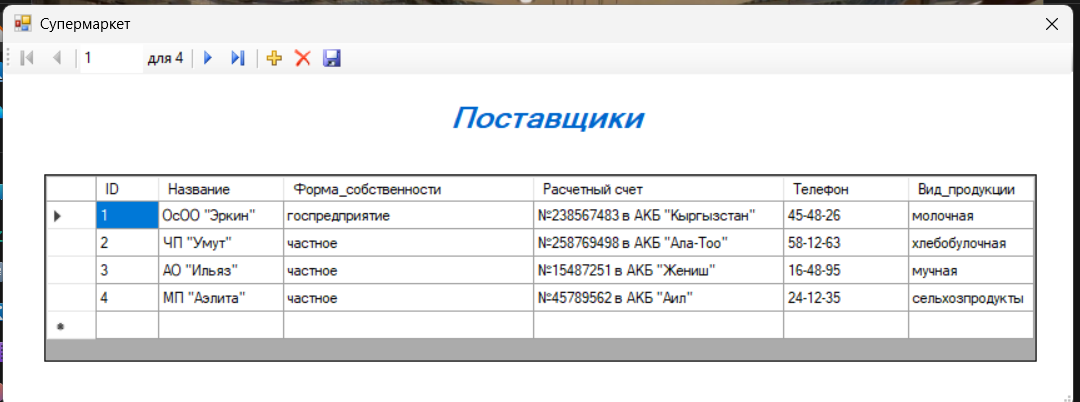 Супермаркет
1 для 4
Поставщики
ID Название Форма_собственности Расчетный счет Телефон Вид_продукции
1 ОсОО "Эркин" госпредприятие №238567483 в АКБ "Кыргызстан" 45-48-26 молочная
2 ЧП "Умут" частное №258769498 в АКБ "Ала-Тоо" 58-12-63 хлебобулочная
3 АО "Ильяз" частное №15487251 в АКБ "Жениш" 16-48-95 мучная
4 МП "Аэлита" частное №45789562 в АКБ "Аил" 24-12-35 сельхозпродукты